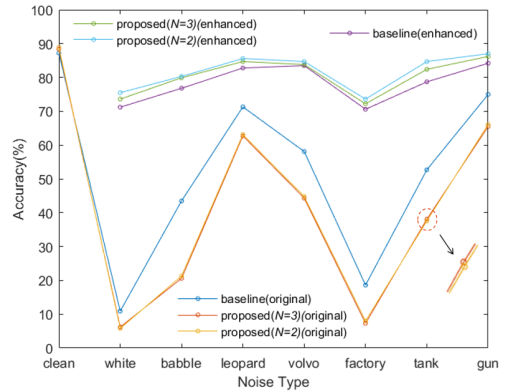 100
90
80
70
60
50
40
30
20
10
0
Accuracy(%)
proposed(N=3)(enhanced)
proposed(N=2)(enhanced)
baseline(enhanced)
baseline(original)
proposed(N=3)(original)
proposed(N=2)(original)
clean white babble leopard volvo factory tank gun
Noise Type